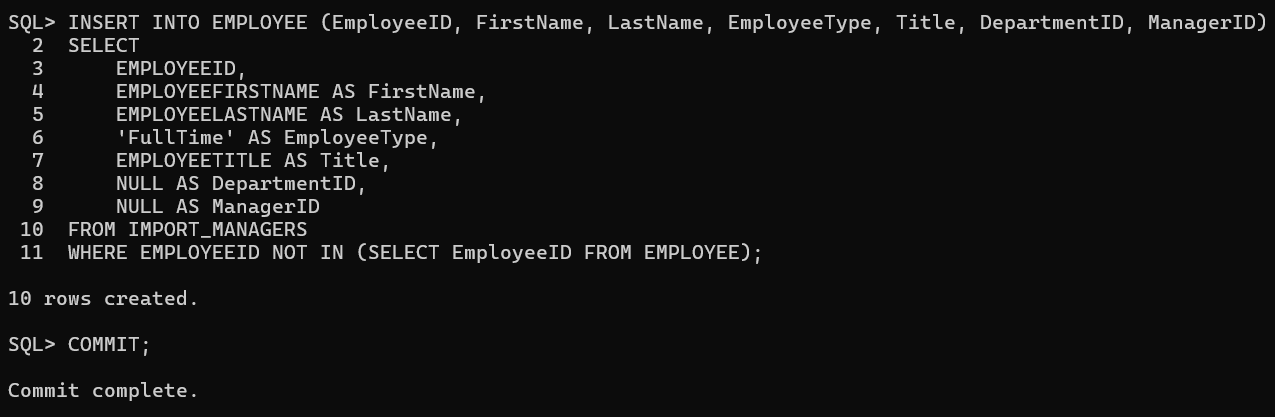 SQL> INSERT INTO EMPLOYEE (EmployeeID, FirstName, LastName, EmployeeType, Title, DepartmentID, ManagerID)
  2  SELECT
  3      EMPLOYEEID,
  4      EMPLOYEEFIRSTNAME AS FirstName,
  5      EMPLOYEELASTNAME AS LastName,
  6      'FullTime' AS EmployeeType,
  7      EMPLOYEETITLE AS Title,
  8      NULL AS DepartmentID,
  9      NULL AS ManagerID
 10  FROM IMPORT_MANAGERS
 11  WHERE EMPLOYEEID NOT IN (SELECT EmployeeID FROM EMPLOYEE);
10 rows created.
SQL> COMMIT;
Commit complete.